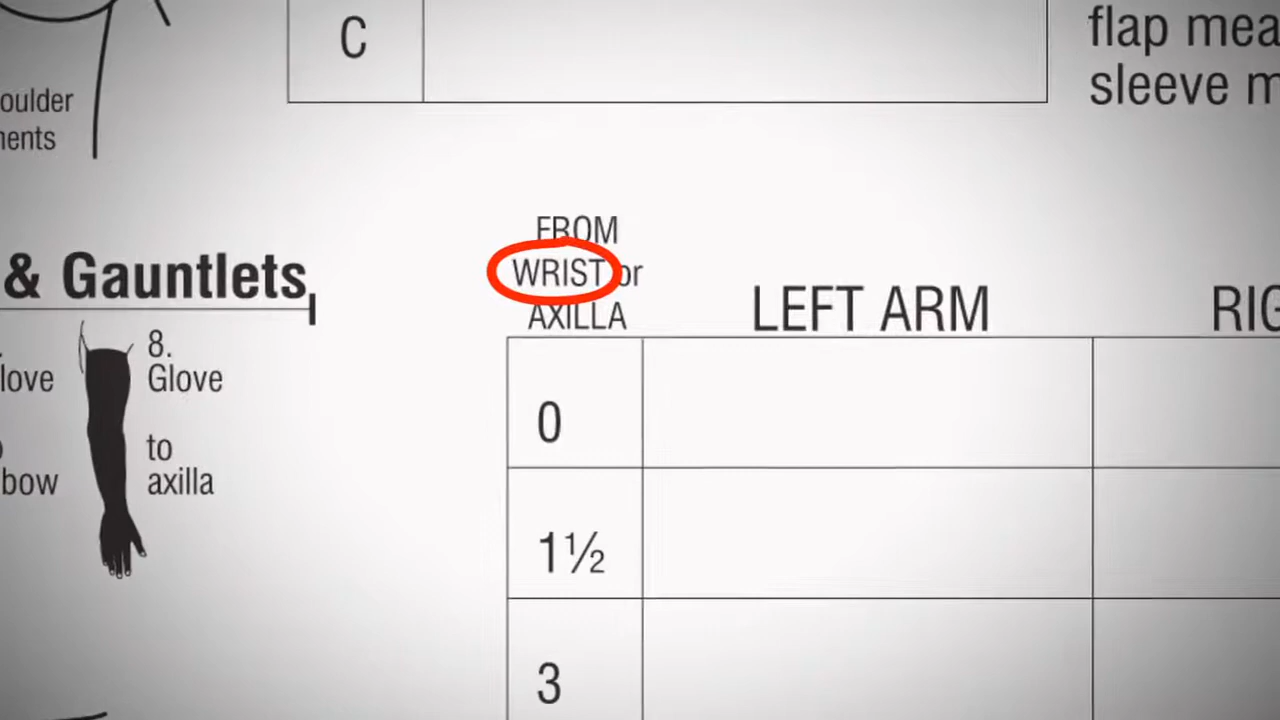 C
flap mea
sleeve m
oulder
nents
FROM
WRIST or
AXILLA
& Gauntlets
LEFT ARM
RIG
8.
love
Glove
to
bow
axilla
0
1½
3